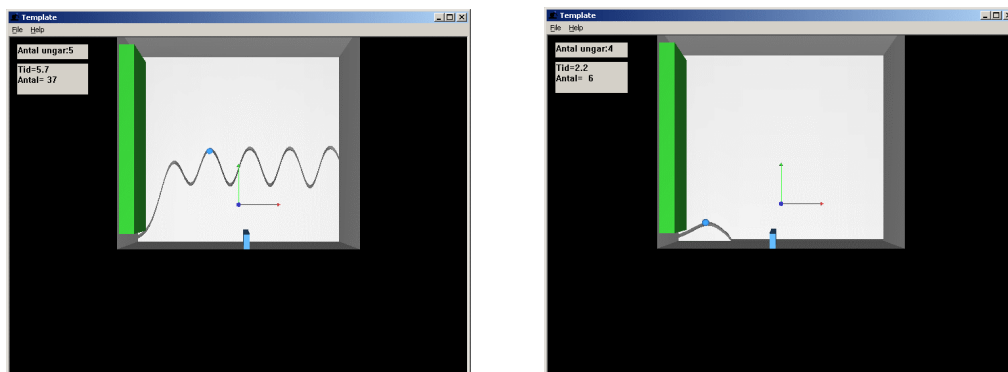 Template
File Help
Antal ungar:5
Tid=5.7
Antal= 37
Template
File Help
Antal ungar:4
Tid=2.2
Antal= 6